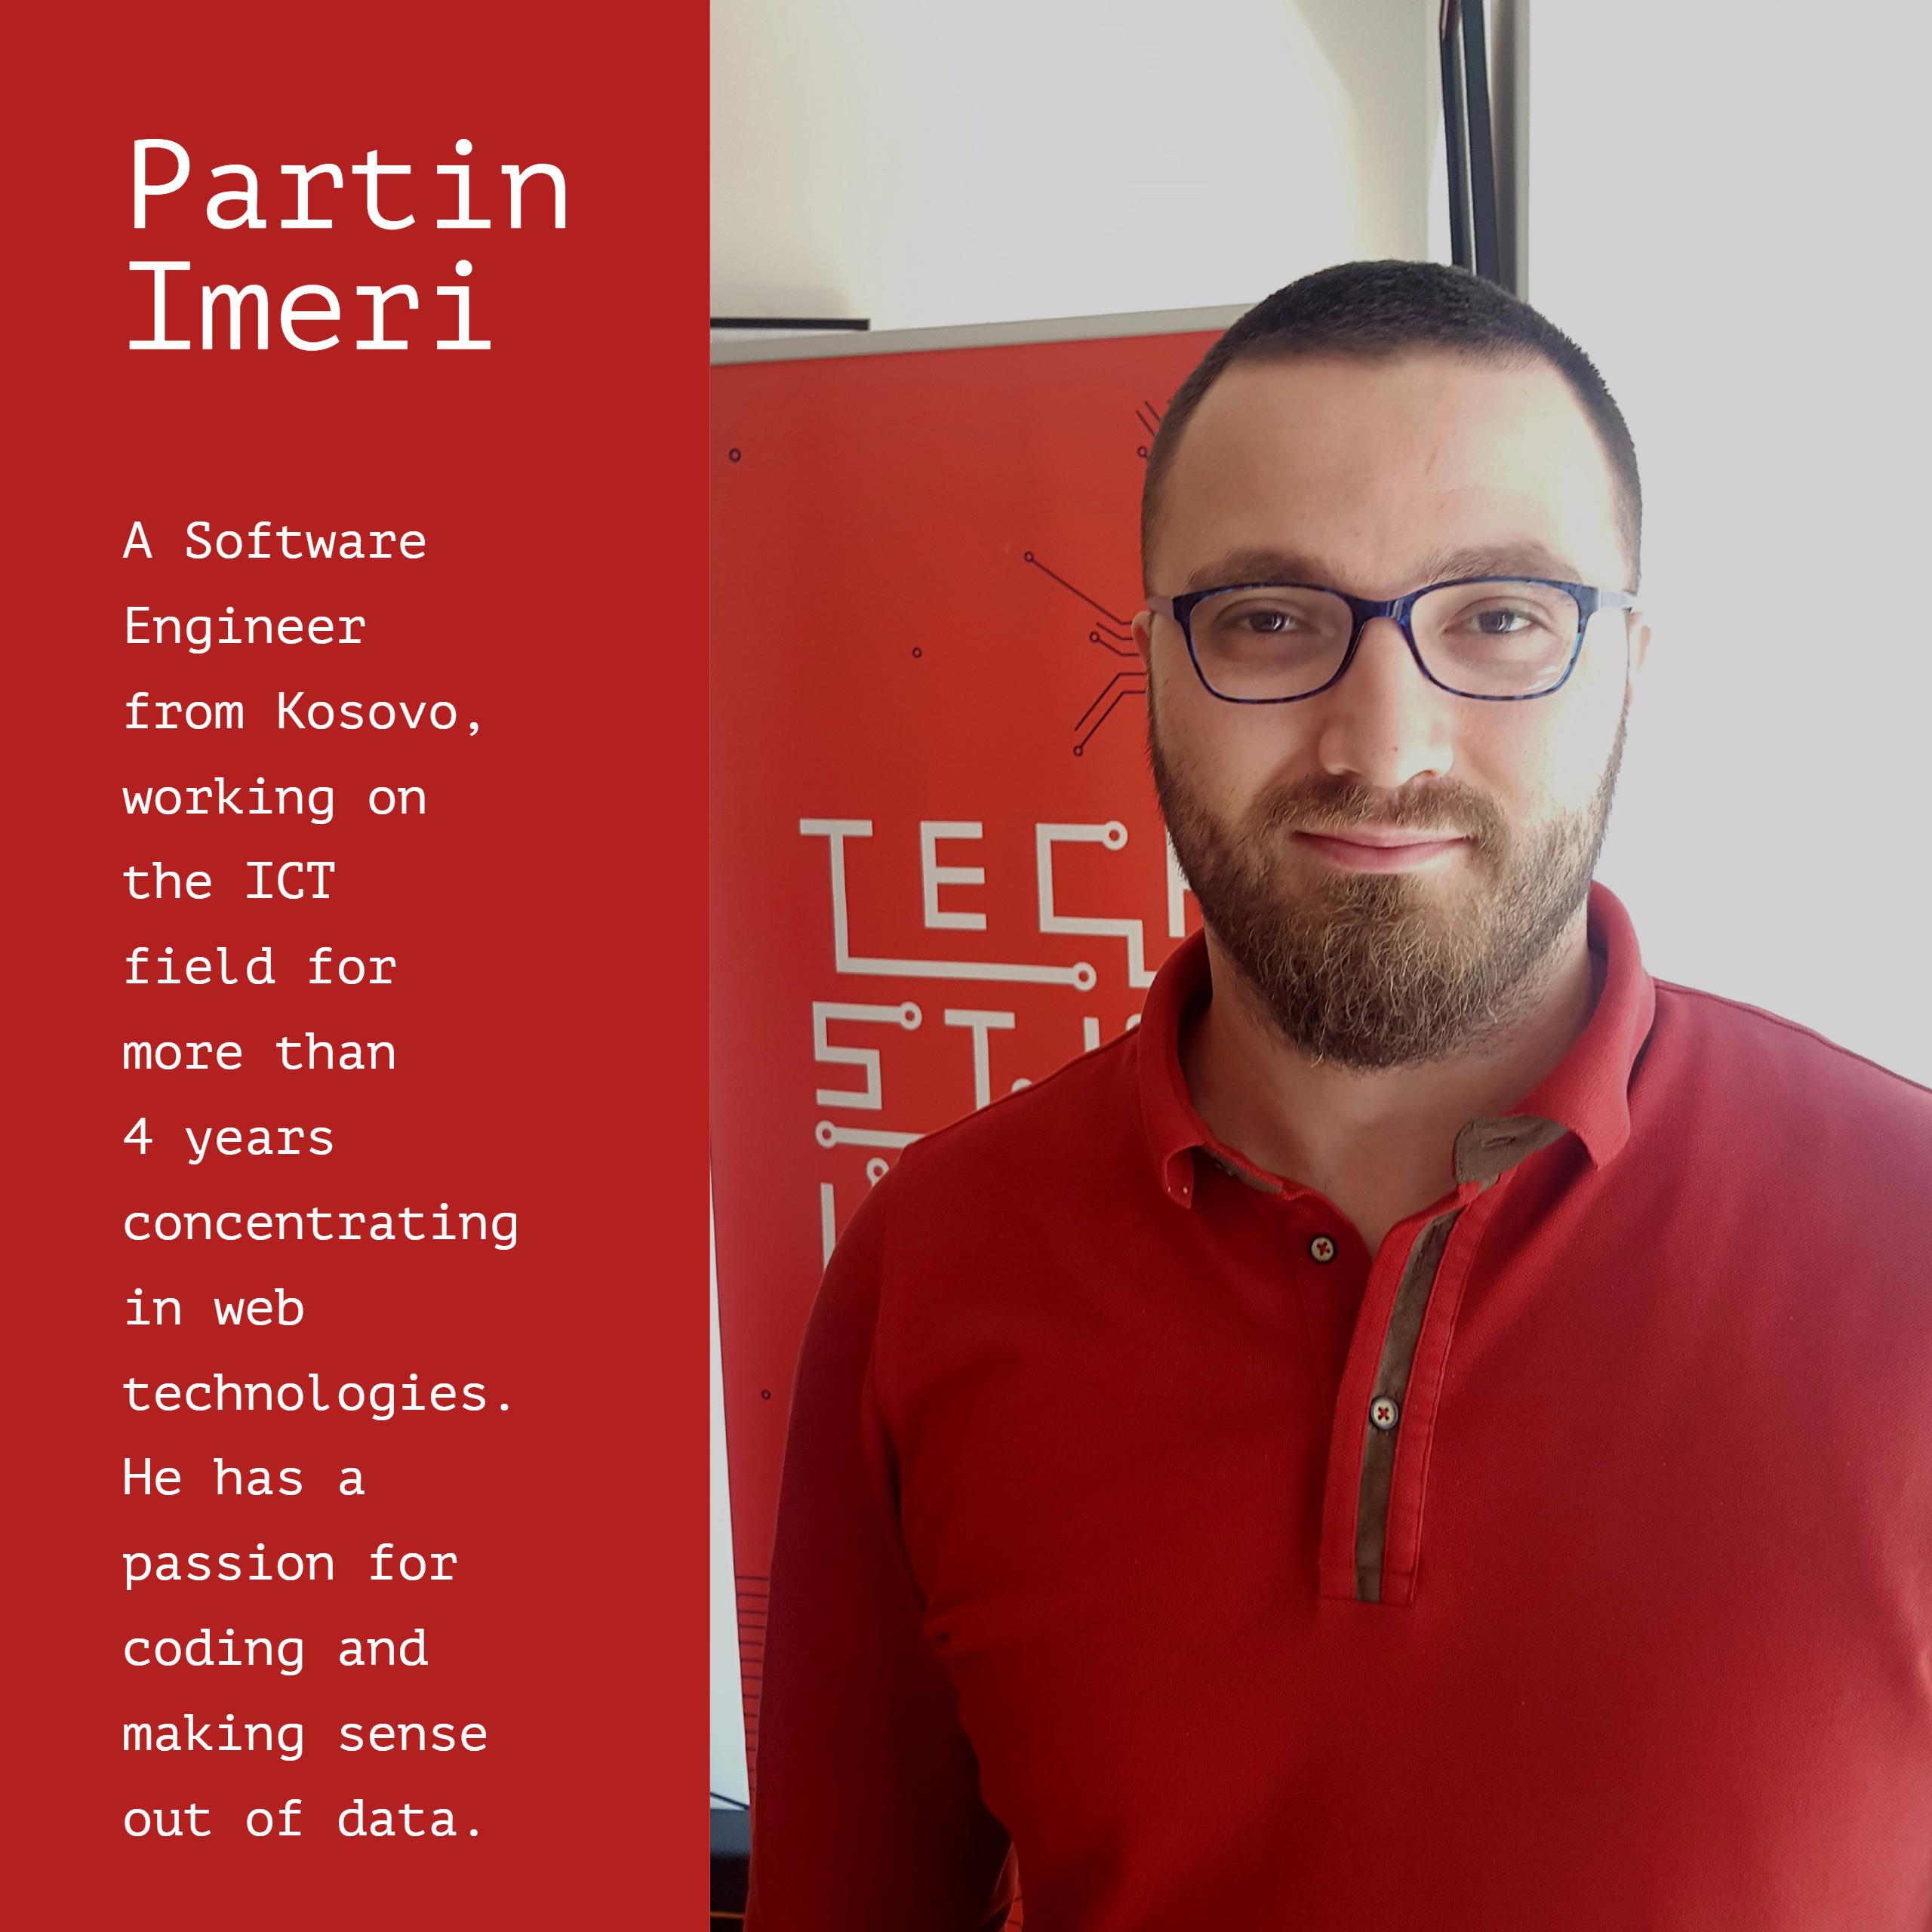 Partin
Imeri
A Software
Engineer
from Kosovo,
working on
the ICT
field for
more than
4 years
concentrating
in web
technologies.
He has a
passion for
coding and
making sense
out of data.